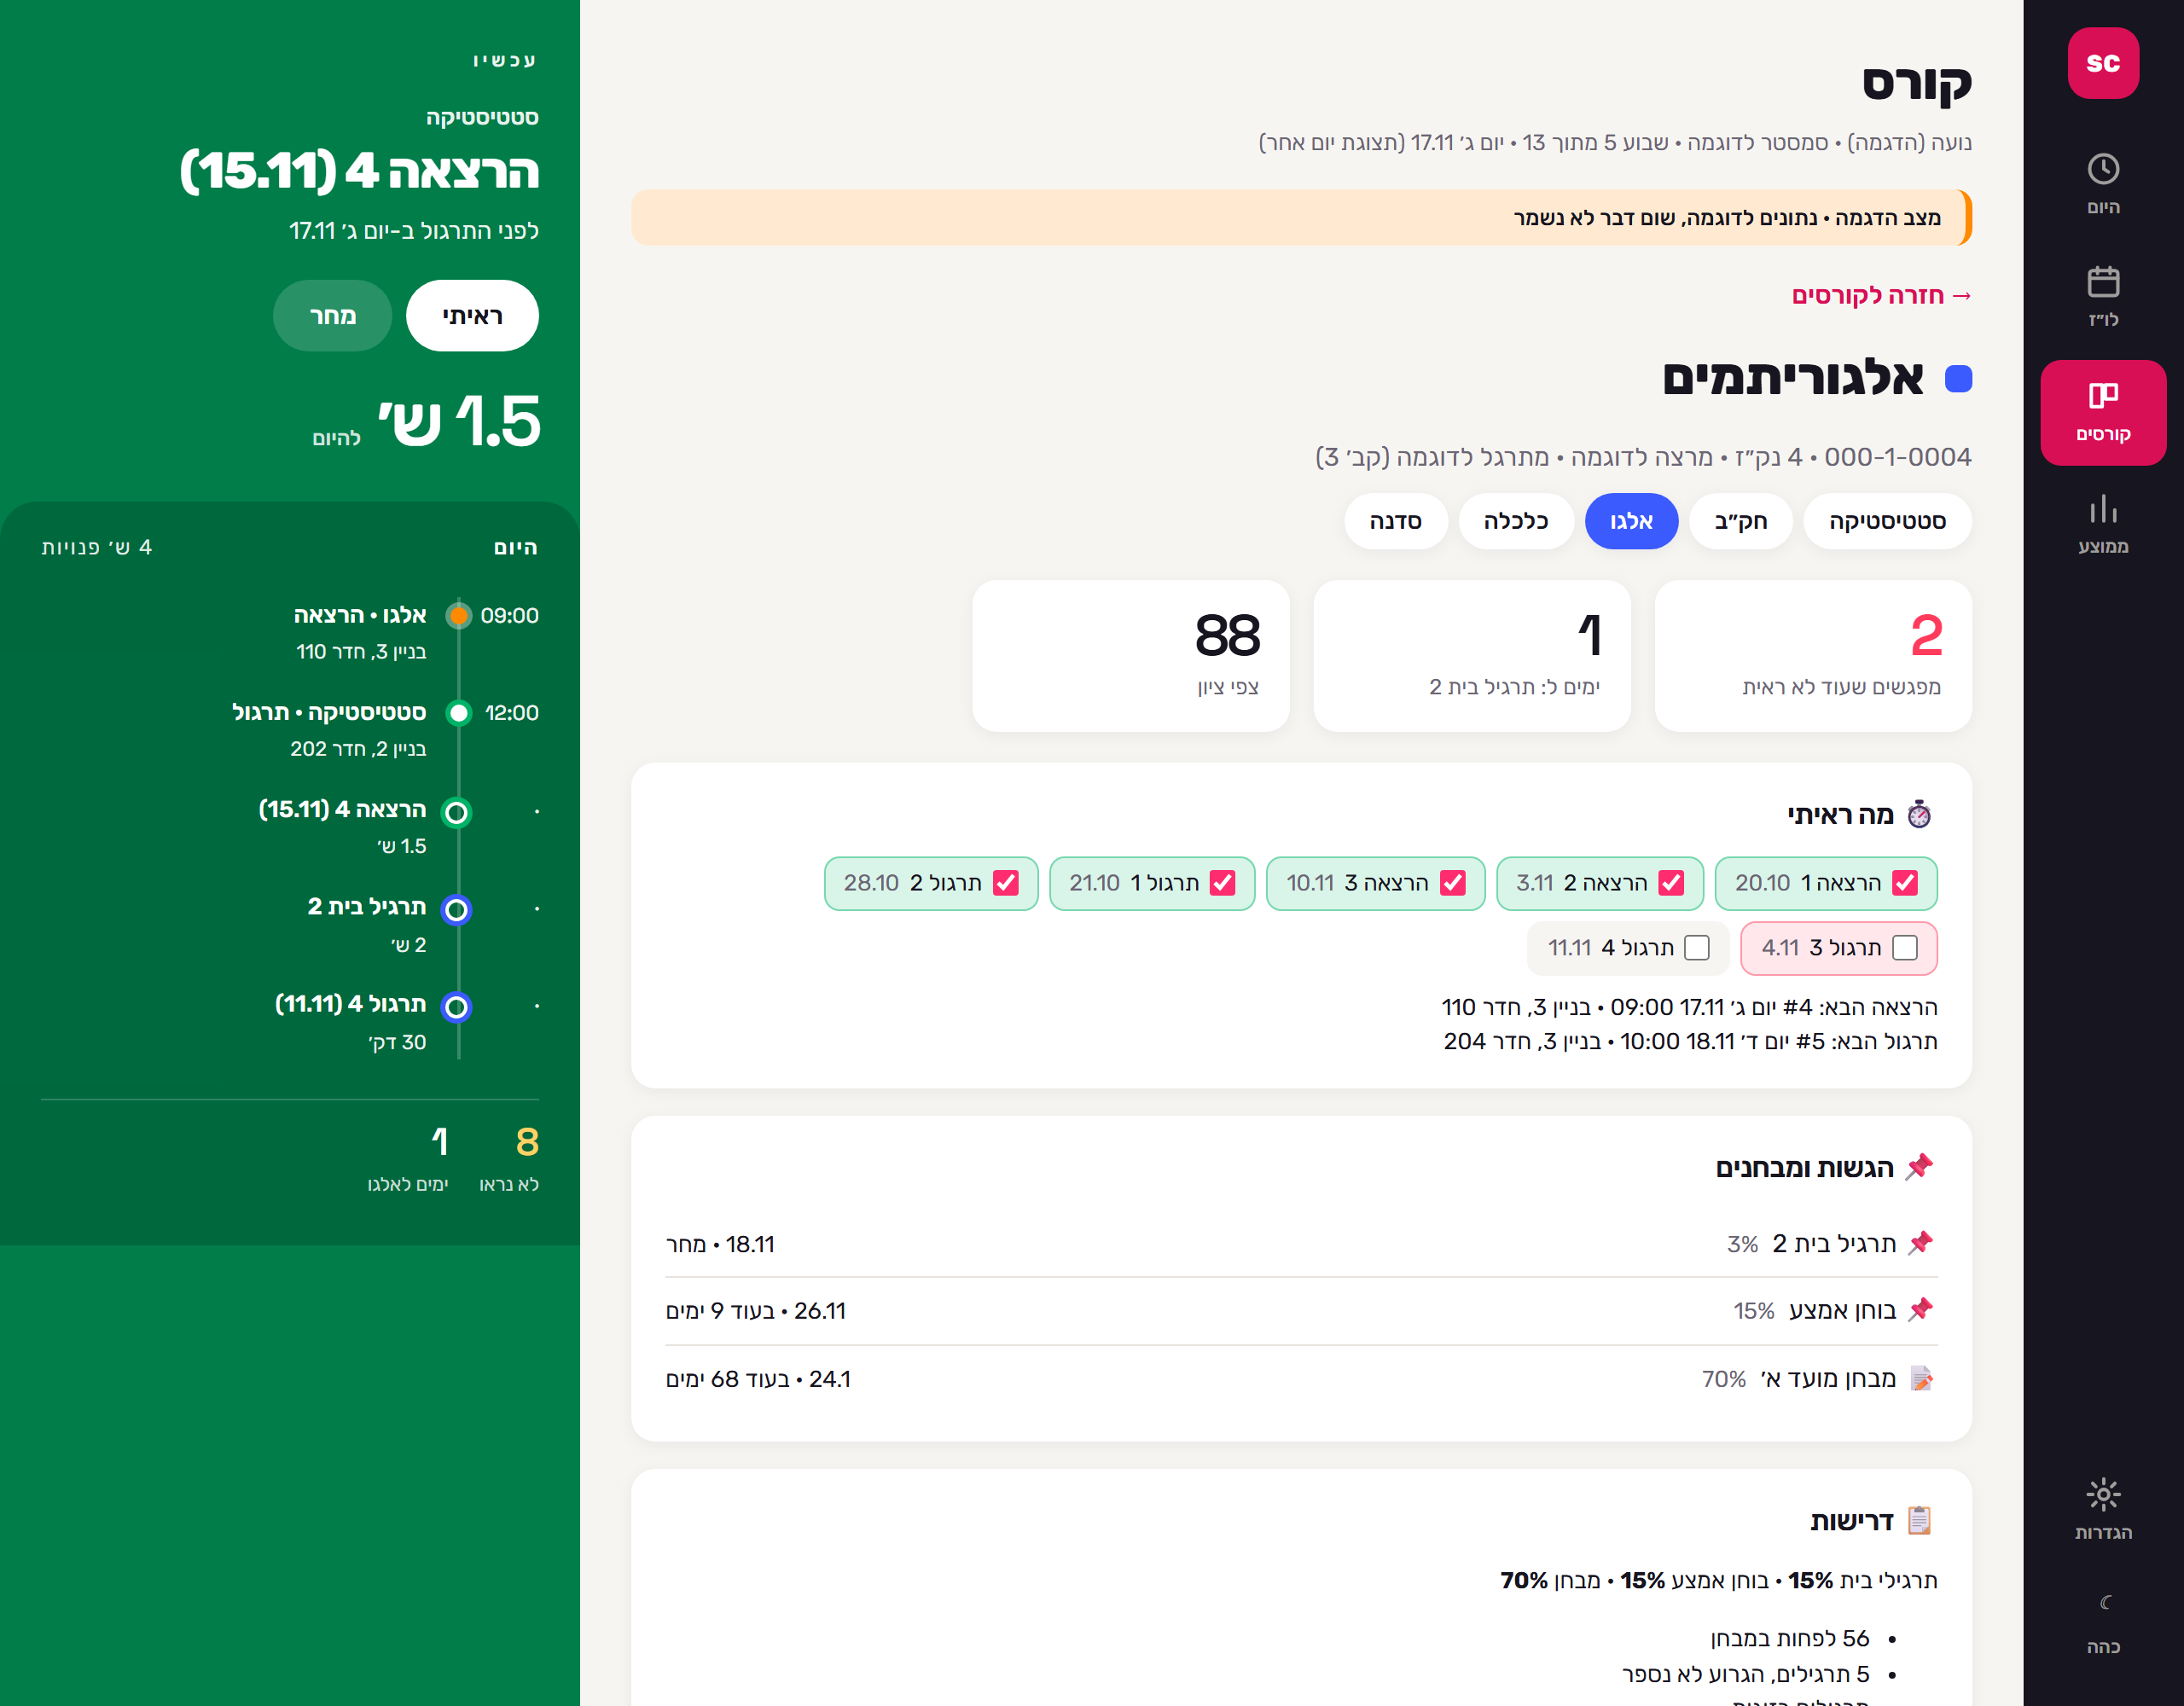 SC
היום
לו״ז
קורסים
ממוצע
הגדרות
כהה
קורס
נועה (הדגמה) • סמסטר לדוגמה • שבוע 5 מתוך 13 • יום ג׳ 17.11 (תצוגת יום אחר)
מצב הדגמה • נתונים לדוגמה, שום דבר לא נשמר
→ חזרה לקורסים
אלגוריתמים
000-1-0004 • 4 נק״ז • מרצה לדוגמה • מתרגל לדוגמה (קב׳ 3)
סטטיסטיקה חק״ב אלגו כלכלה סדנה
2
מפגשים שעוד לא ראית
1
ימים ל: תרגיל בית 2
88
צפי ציון
מה ראיתי
הרצאה 1 20.10 הרצאה 2 3.11 הרצאה 3 10.11 תרגול 1 21.10 תרגול 2 28.10
תרגול 3 4.11 תרגול 4 11.11
הרצאה הבא: #4 יום ג׳ 17.11 09:00 • בניין 3, חדר 110
תרגול הבא: #5 יום ד׳ 18.11 10:00 • בניין 3, חדר 204
הגשות ומבחנים
תרגיל בית 2 3% 18.11 • מחר
בוחן אמצע 15% 26.11 • בעוד 9 ימים
מבחן מועד א׳ 70% 24.1 • בעוד 68 ימים
דרישות
תרגילי בית 15% • בוחן אמצע 15% • מבחן 70%
• 56 לפחות במבחן
• 5 תרגילים, הגרוע לא נספר
עכשיו
סטטיסטיקה
הרצאה 4 (15.11)
לפני התרגול ב-יום ג׳ 17.11
ראיתי מחר
1.5 ש׳ להיום
היום 4 ש׳ פנויות
09:00 אלגו • הרצאה
בניין 3, חדר 110
12:00 סטטיסטיקה • תרגול
בניין 2, חדר 202
• הרצאה 4 (15.11)
1.5 ש׳
• תרגיל בית 2
2 ש׳
• תרגול 4 (11.11)
30 דק׳
8 1
לא נראו ימים לאלגו